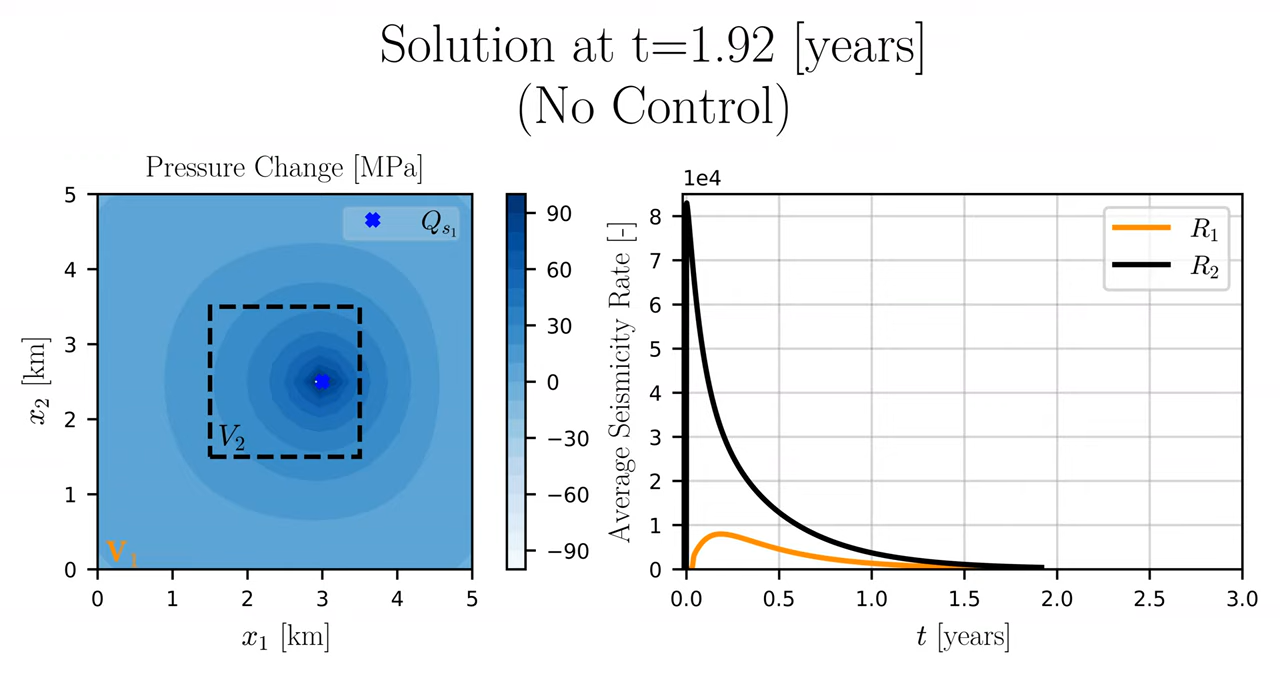 Solution at t=1.92 [years]
(No Control)
Pressure Change [MPa]
5
4
3
2
1
0
0 1 2 3 4 5
x₂ [km]
x₁ [km]
Qₛ₁
V₂
V₁
90
60
30
0
−30
−60
−90
1e4
8
7
6
5
4
3
2
1
0
0.0 0.5 1.0 1.5 2.0 2.5 3.0
Average Seismicity Rate [-]
t [years]
R₁
R₂